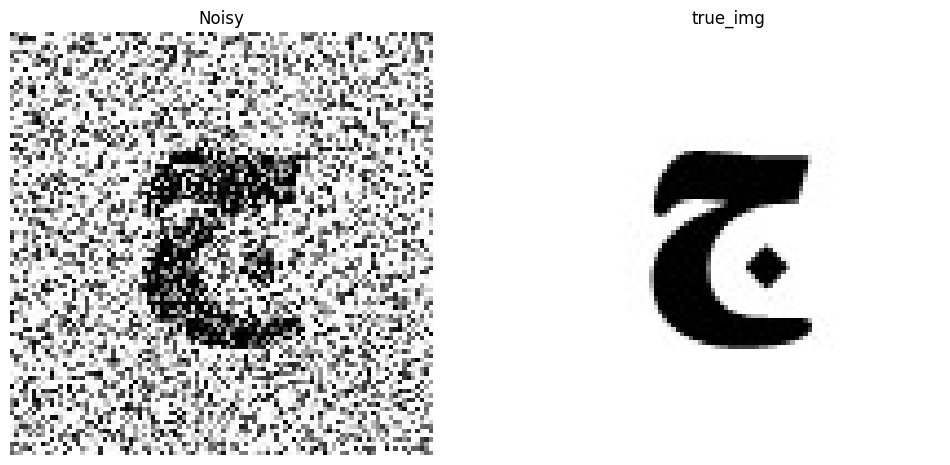 Noisy true_img
ج ج